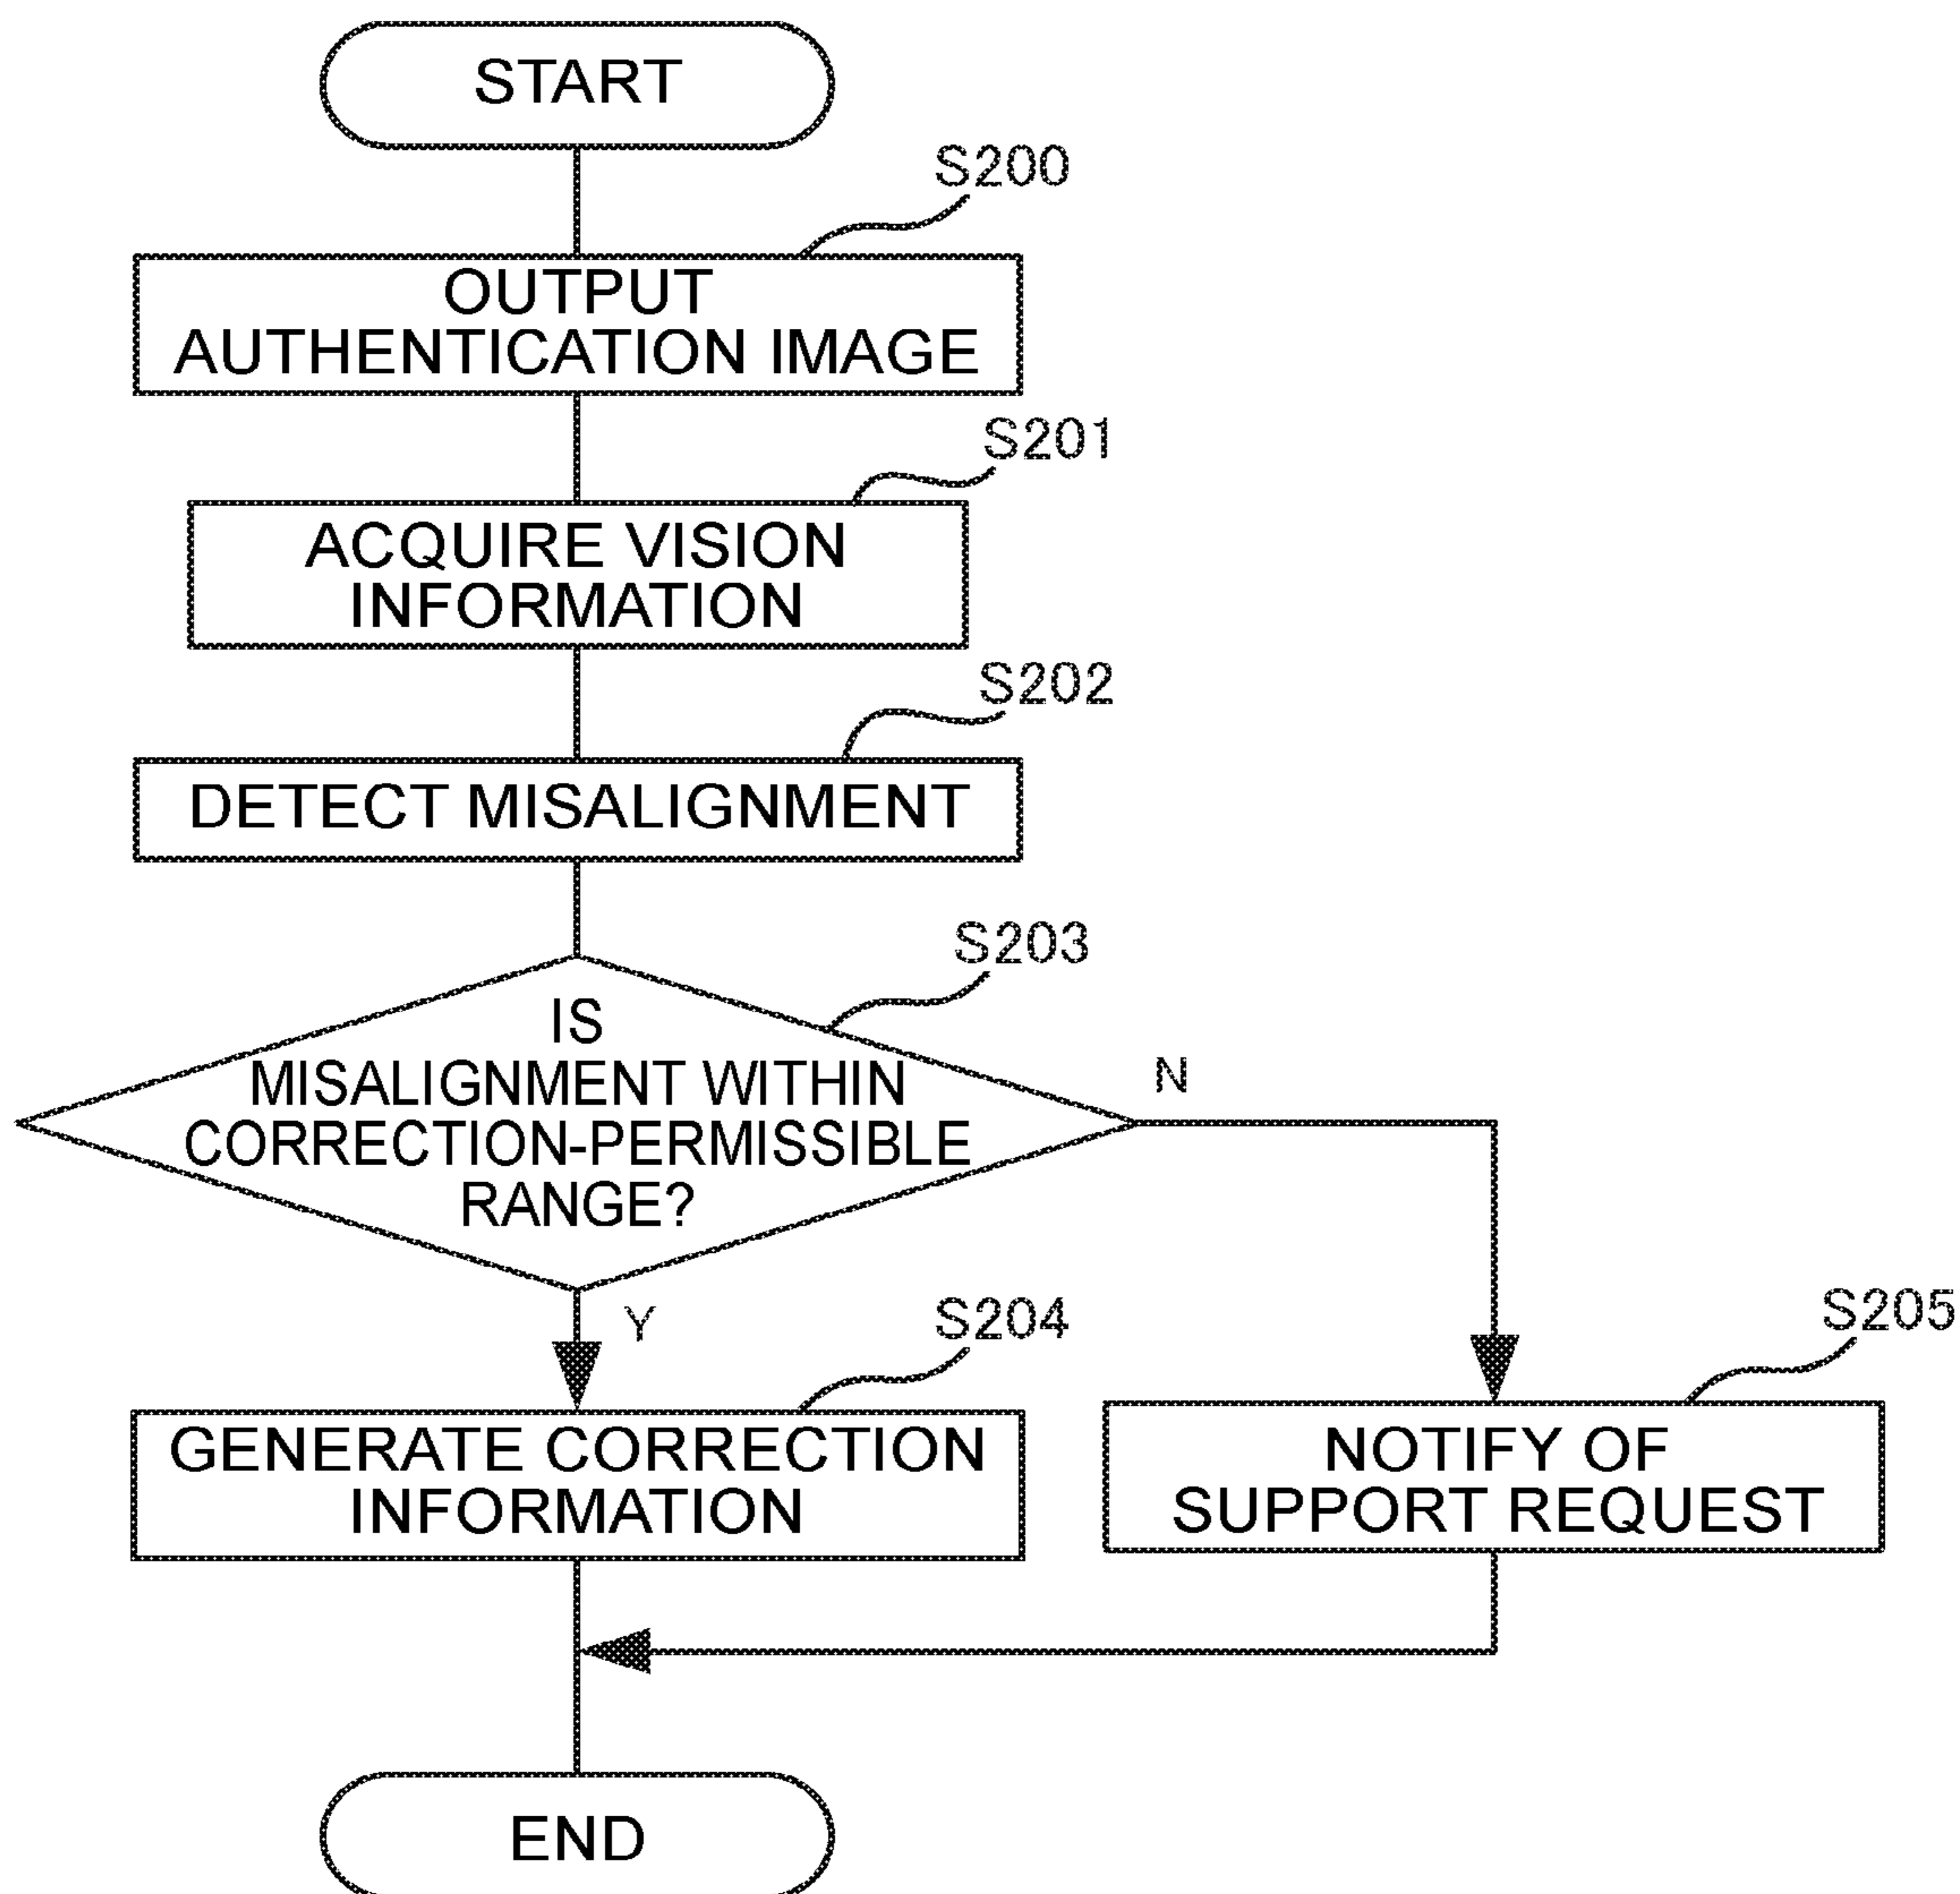 START
S200
OUTPUT
AUTHENTICATION IMAGE
S201
ACQUIRE VISION
INFORMATION
S202
DETECT MISALIGNMENT
S203
IS
MISALIGNMENT WITHIN
CORRECTION-PERMISSIBLE
RANGE?
N
Y
S204
GENERATE CORRECTION
INFORMATION
S205
NOTIFY OF
SUPPORT REQUEST
END